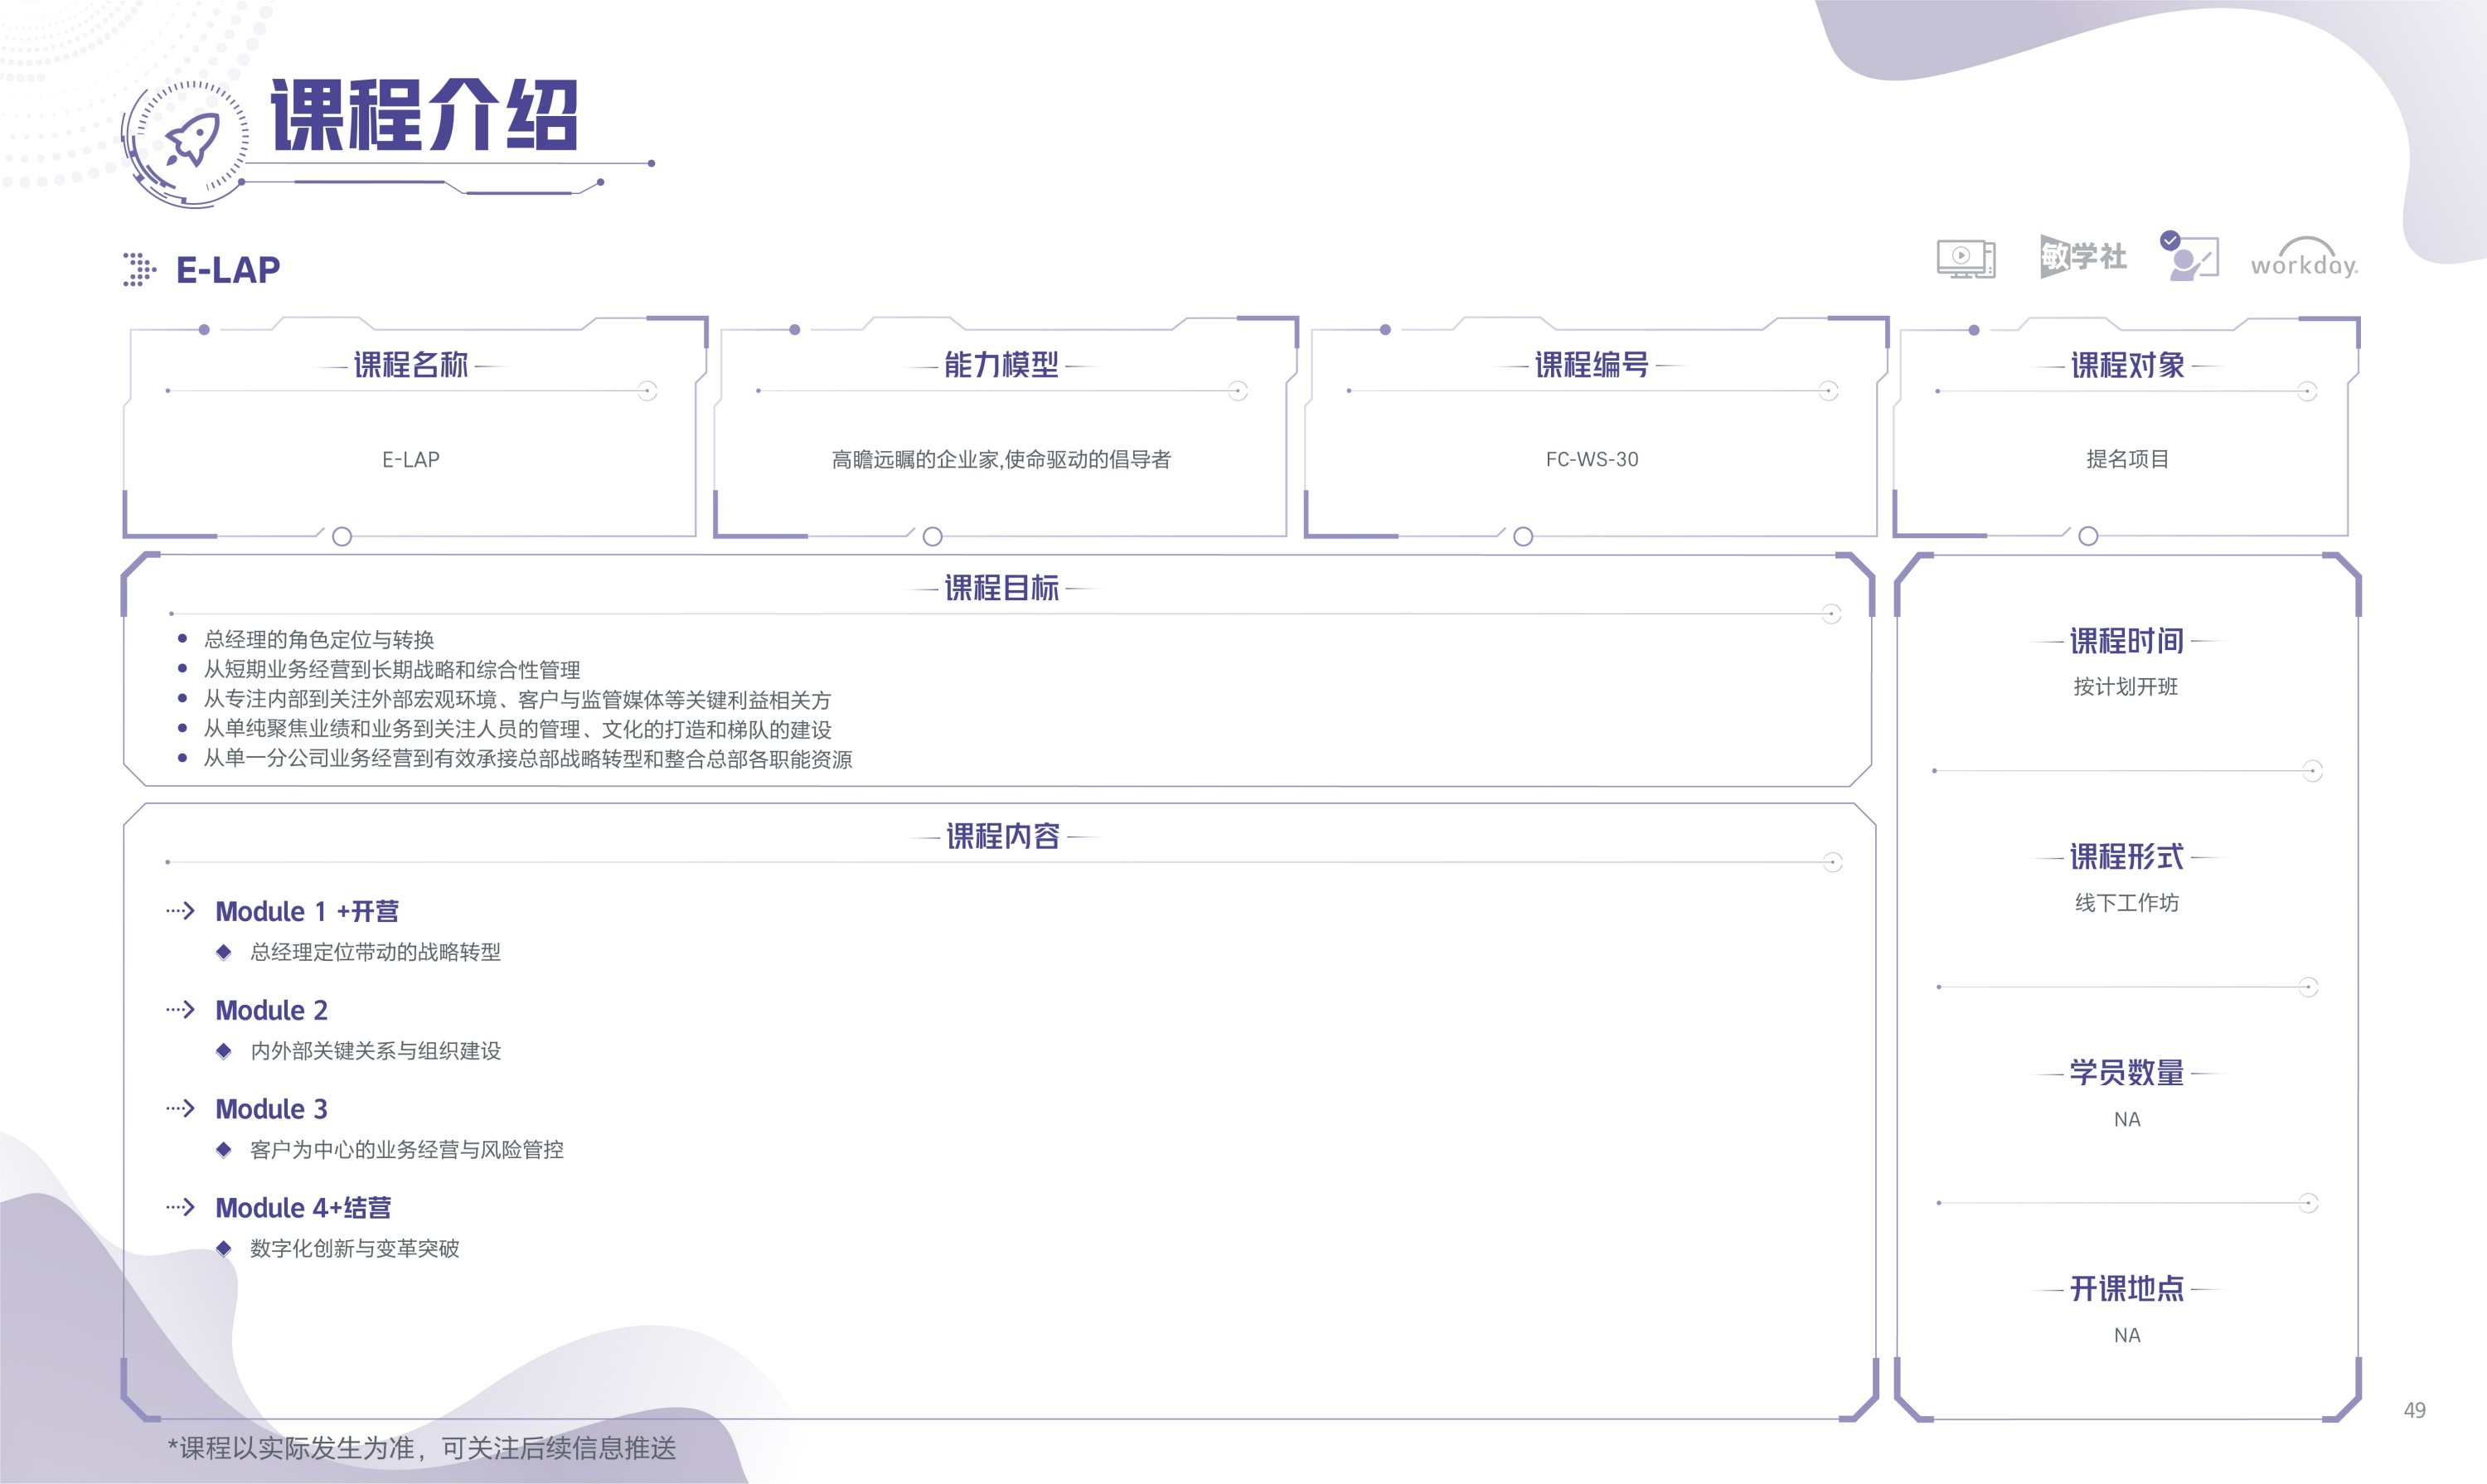 课程介绍
E-LAP
敏学社
workday.
课程名称
E-LAP
能力模型
高瞻远瞩的企业家,使命驱动的倡导者
课程编号
FC-WS-30
课程对象
提名项目
课程目标
总经理的角色定位与转换
从短期业务经营到长期战略和综合性管理
从专注内部到关注外部宏观环境、客户与监管媒体等关键利益相关方
从单纯聚焦业绩和业务到关注人员的管理、文化的打造和梯队的建设
从单一分公司业务经营到有效承接总部战略转型和整合总部各职能资源
课程内容
Module 1 +开营
总经理定位带动的战略转型
Module 2
内外部关键关系与组织建设
Module 3
客户为中心的业务经营与风险管控
Module 4+结营
数字化创新与变革突破
课程时间
按计划开班
课程形式
线下工作坊
学员数量
NA
开课地点
NA
*课程以实际发生为准，可关注后续信息推送
49